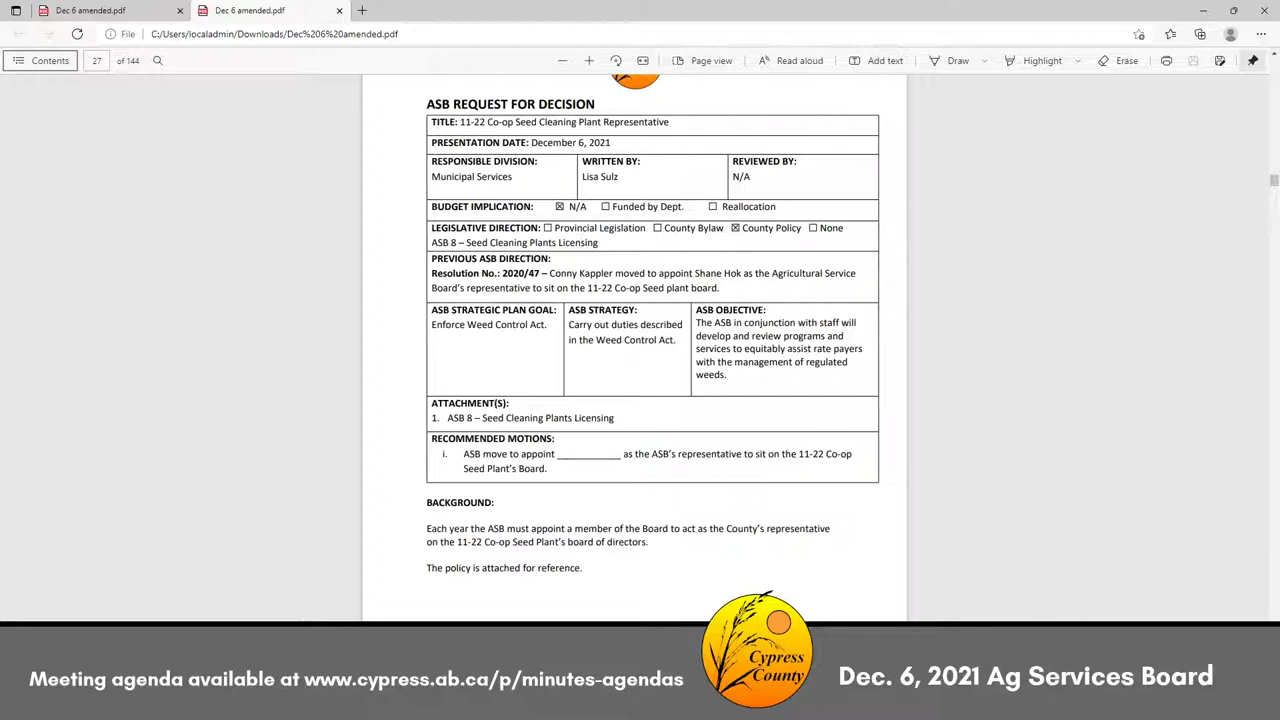 Dec 6 amended.pdf
Dec 6 amended.pdf
File C:/Users/localadmin/Downloads/Dec%206%20amended.pdf
Contents 27 of 144 Page view Read aloud Add text Draw Highlight Erase
ASB REQUEST FOR DECISION
TITLE: 11-22 Co-op Seed Cleaning Plant Representative
PRESENTATION DATE: December 6, 2021
RESPONSIBLE DIVISION:
Municipal Services
WRITTEN BY:
Lisa Sulz
REVIEWED BY:
N/A
BUDGET IMPLICATION: ☒ N/A ☐ Funded by Dept. ☐ Reallocation
LEGISLATIVE DIRECTION: ☐ Provincial Legislation ☐ County Bylaw ☒ County Policy ☐ None
ASB 8 – Seed Cleaning Plants Licensing
PREVIOUS ASB DIRECTION:
Resolution No.: 2020/47 – Conny Kappler moved to appoint Shane Hok as the Agricultural Service
Board's representative to sit on the 11-22 Co-op Seed plant board.
ASB STRATEGIC PLAN GOAL:
Enforce Weed Control Act.
ASB STRATEGY:
Carry out duties described
in the Weed Control Act.
ASB OBJECTIVE:
The ASB in conjunction with staff will
develop and review programs and
services to equitably assist rate payers
with the management of regulated
weeds.
ATTACHMENT(S):
1. ASB 8 – Seed Cleaning Plants Licensing
RECOMMENDED MOTIONS:
i. ASB move to appoint ____________ as the ASB's representative to sit on the 11-22 Co-op
Seed Plant's Board.
BACKGROUND:
Each year the ASB must appoint a member of the Board to act as the County's representative
on the 11-22 Co-op Seed Plant's board of directors.
The policy is attached for reference.
Meeting agenda available at www.cypress.ab.ca/p/minutes-agendas
Cypress
County
Dec. 6, 2021 Ag Services Board